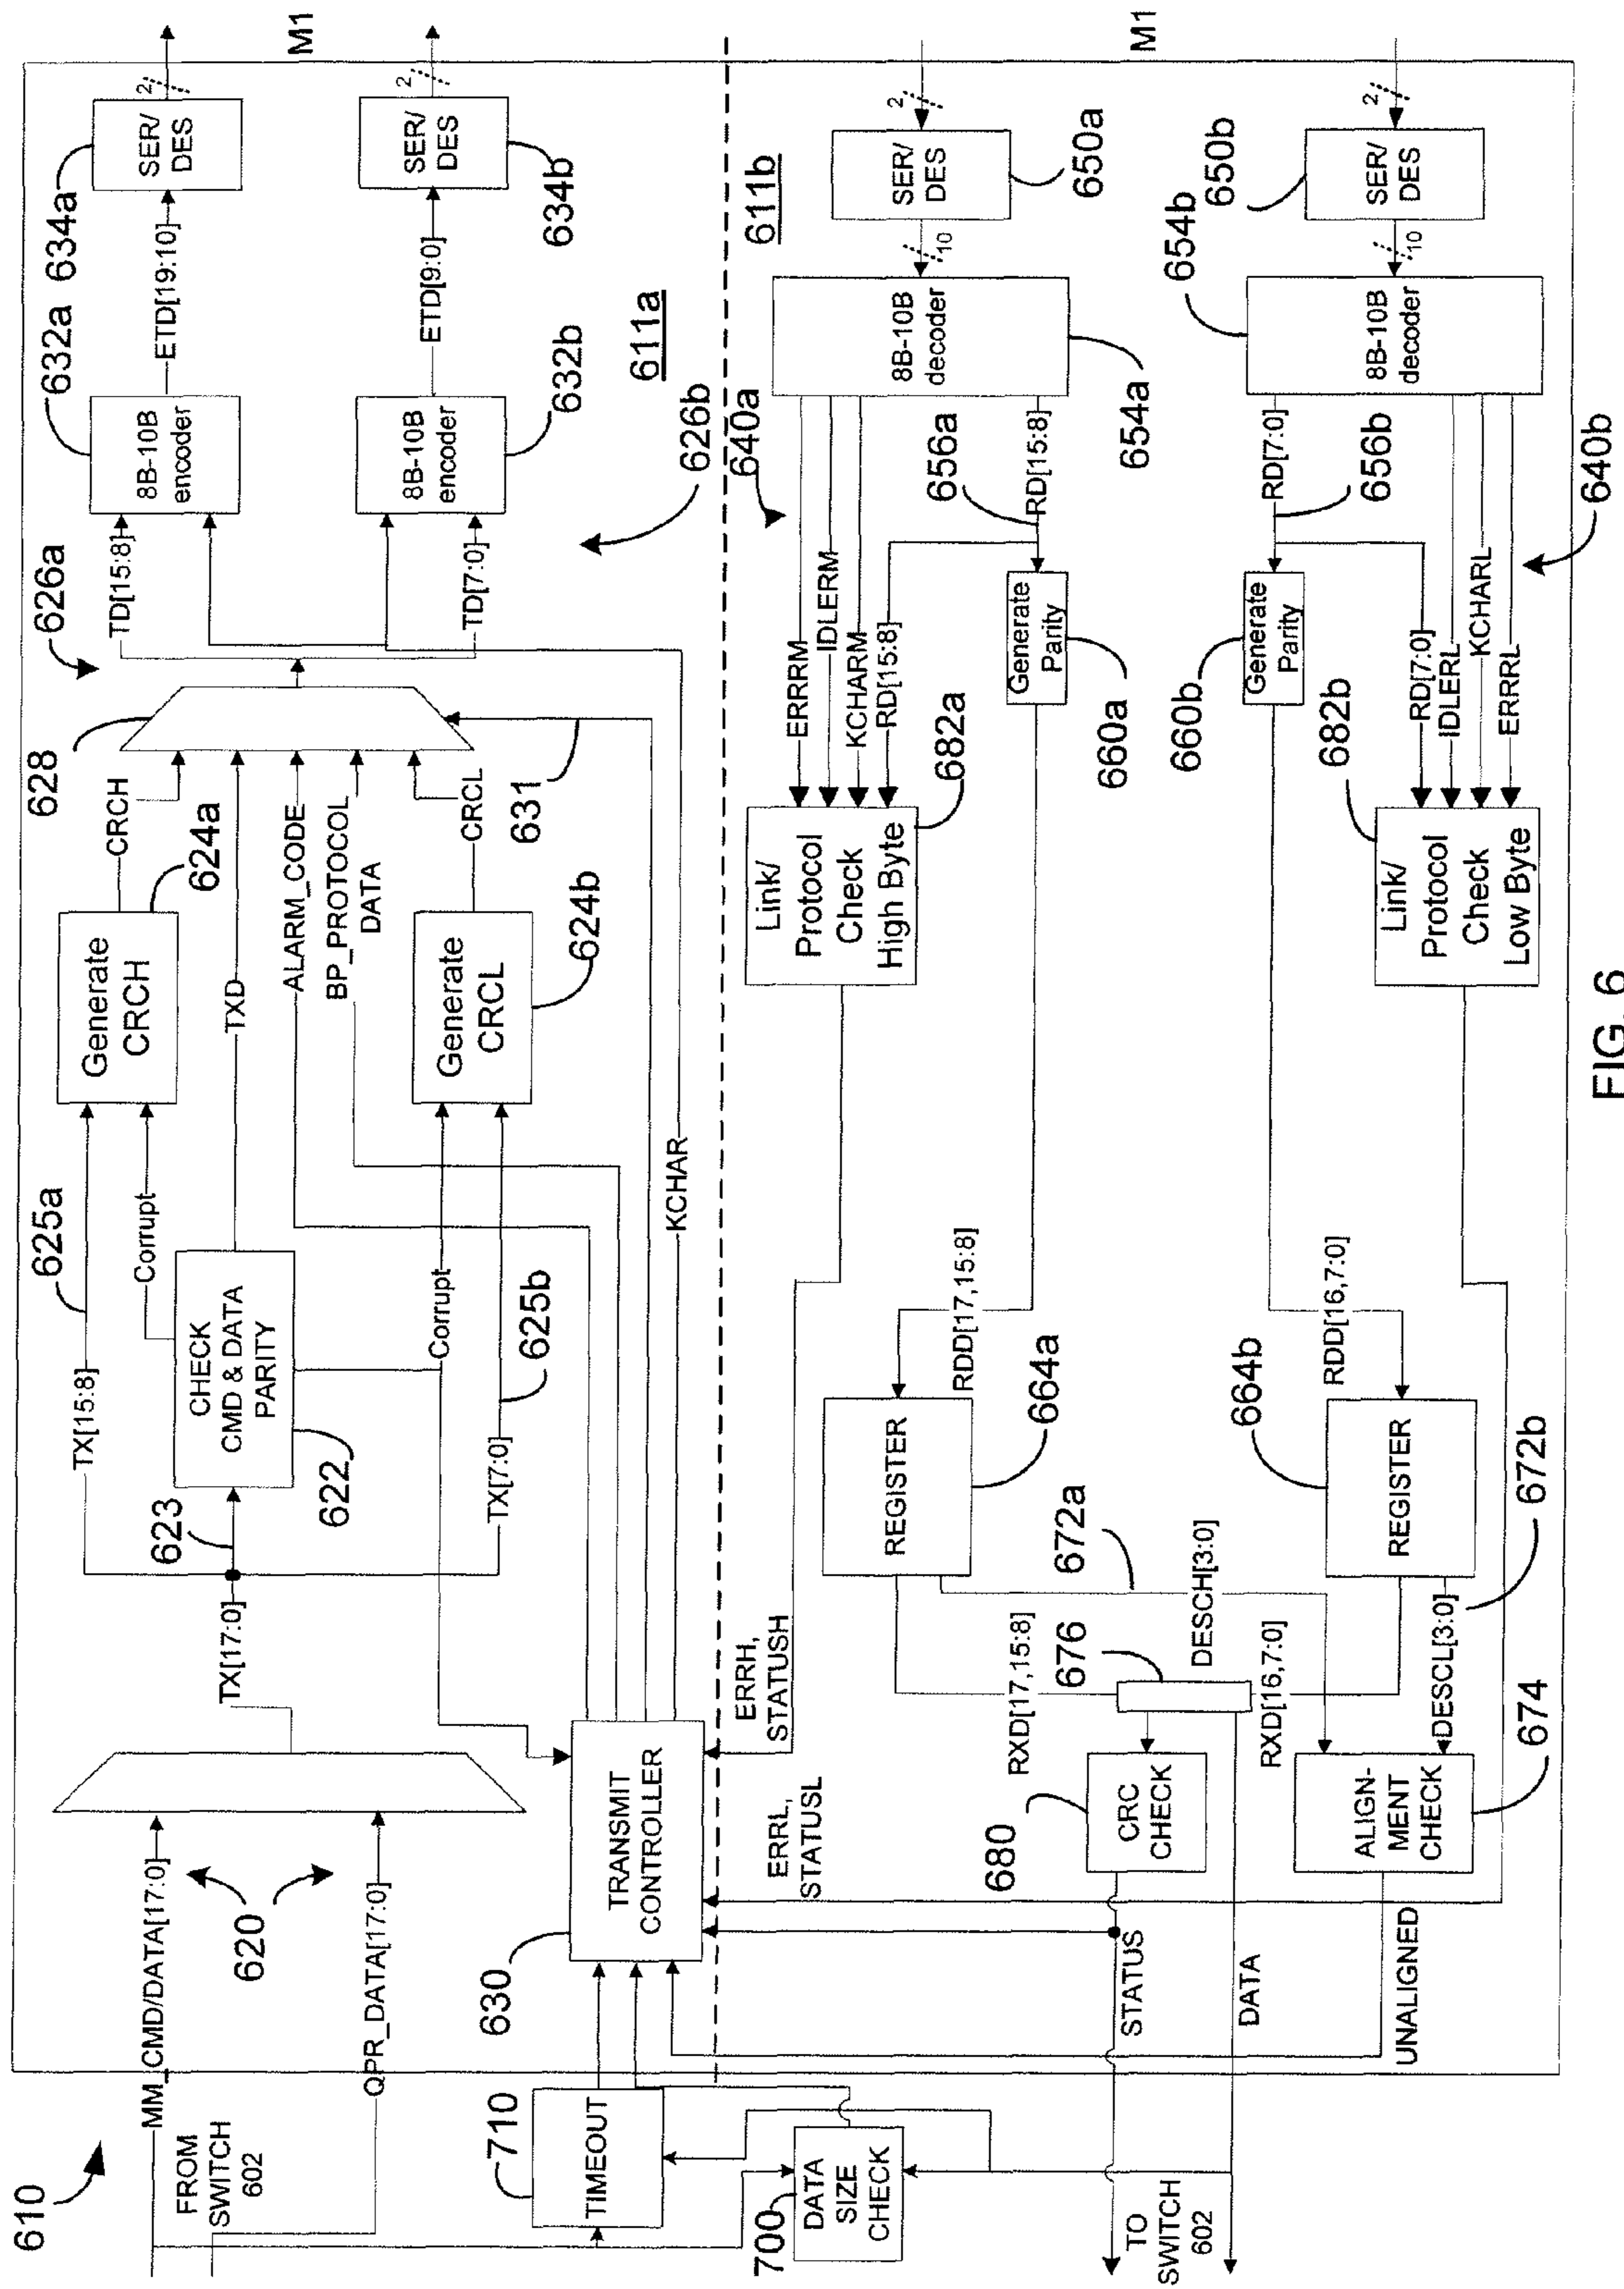 610
MM_CMD/DATA[17:0]
FROM
SWITCH
602
QPR_DATA[17:0]
620
TX[17:0]
623
TX[15:8]
625a
CHECK
CMD & DATA
PARITY
622
Corrupt
Corrupt
TX[7:0]
625b
Generate
CRCH
624a
CRCH
TXD
ALARM_CODE
BP_PROTOCOL
DATA
Generate
CRCL
624b
CRCL
628
631
626a
626b
TD[15:8]
TD[7:0]
8B-10B
encoder
632a
8B-10B
encoder
632b
ETD[19:10]
ETD[9:0]
SER/
DES
634a
SER/
DES
634b
2
2
M1
611a
KCHAR
TRANSMIT
CONTROLLER
630
TIMEOUT
710
DATA
SIZE
CHECK
700
TO
SWITCH
602
STATUS
DATA
UNALIGNED
ERRH,
STATUSH
ERRL,
STATUSL
CRC
CHECK
680
ALIGN-
MENT
CHECK
674
RXD[17,15:8]
676
RXD[16,7:0]
DESCH[3:0]
672a
DESCL[3:0]
672b
REGISTER
664a
REGISTER
664b
RDD[17,15:8]
RDD[16,7:0]
Link/
Protocol
Check
High Byte
682a
Link/
Protocol
Check
Low Byte
682b
Generate
Parity
660a
Generate
Parity
660b
ERRRM
IDLERM
KCHARM
RD[15:8]
640a
RD[7:0]
IDLERL
KCHARL
ERRRL
640b
656a
RD[15:8]
RD[7:0]
656b
8B-10B
decoder
654a
8B-10B
decoder
654b
10
10
611b
SER/
DES
650a
SER/
DES
650b
2
2
M1
FIG. 6